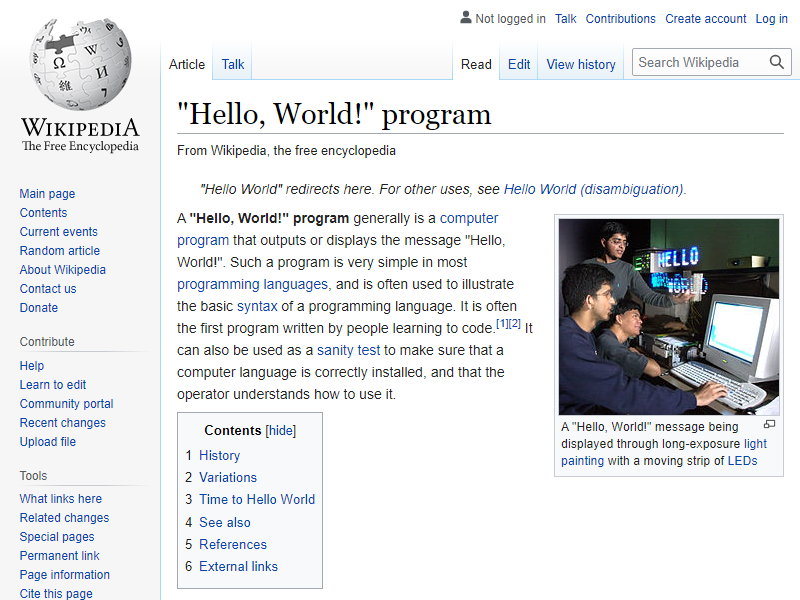 Not logged in Talk Contributions Create account Log in
Article Talk Read Edit View history Search Wikipedia
WIKIPEDIA
The Free Encyclopedia
Main page
Contents
Current events
Random article
About Wikipedia
Contact us
Donate
Contribute
Help
Learn to edit
Community portal
Recent changes
Upload file
Tools
What links here
Related changes
Special pages
Permanent link
Page information
Cite this page
"Hello, World!" program
From Wikipedia, the free encyclopedia
"Hello World" redirects here. For other uses, see Hello World (disambiguation).
A "Hello, World!" program generally is a computer
program that outputs or displays the message "Hello,
World!". Such a program is very simple in most
programming languages, and is often used to illustrate
the basic syntax of a programming language. It is often
the first program written by people learning to code.[1][2] It
can also be used as a sanity test to make sure that a
computer language is correctly installed, and that the
operator understands how to use it.
HELLO
A "Hello, World!" message being
displayed through long-exposure light
painting with a moving strip of LEDs
Contents [hide]
1 History
2 Variations
3 Time to Hello World
4 See also
5 References
6 External links